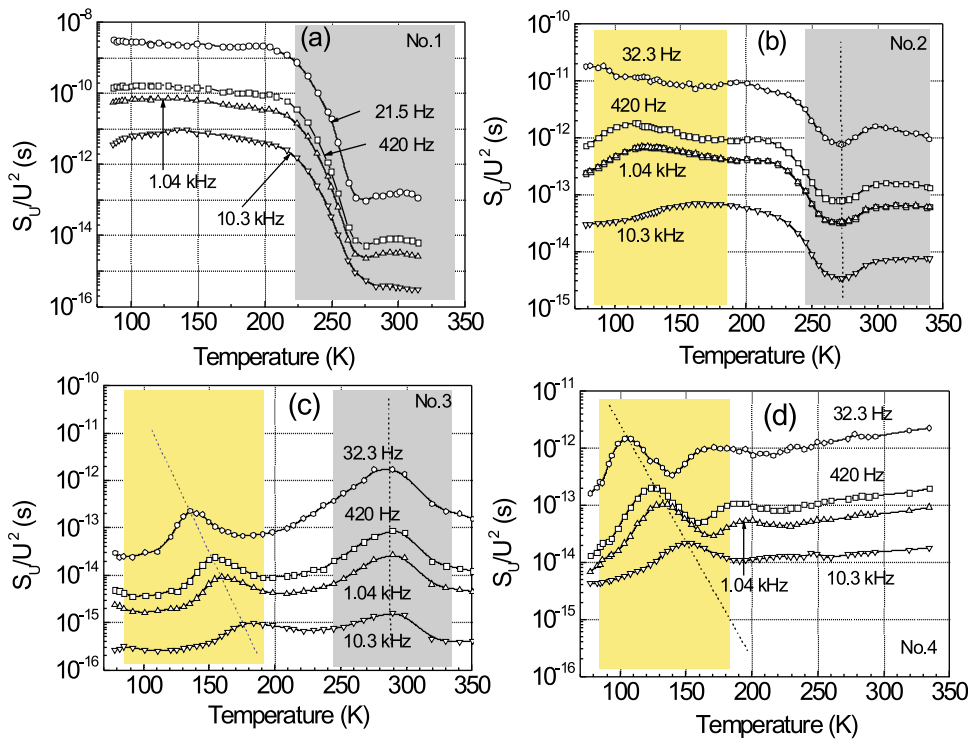 (a)
No.1
10⁻⁸
10⁻¹⁰
10⁻¹²
10⁻¹⁴
10⁻¹⁶
S_U/U² (s)
21.5 Hz
420 Hz
1.04 kHz
10.3 kHz
100 150 200 250 300 350
Temperature (K)
(b)
No.2
10⁻¹⁰
10⁻¹¹
10⁻¹²
10⁻¹³
10⁻¹⁴
10⁻¹⁵
S_U/U² (s)
32.3 Hz
420 Hz
1.04 kHz
10.3 kHz
100 150 200 250 300 350
Temperature (K)
(c)
No.3
10⁻¹⁰
10⁻¹¹
10⁻¹²
10⁻¹³
10⁻¹⁴
10⁻¹⁵
10⁻¹⁶
S_U/U² (s)
32.3 Hz
420 Hz
1.04 kHz
10.3 kHz
100 150 200 250 300 350
Temperature (K)
(d)
10⁻¹¹
10⁻¹²
10⁻¹³
10⁻¹⁴
10⁻¹⁵
10⁻¹⁶
S_U/U² (s)
32.3 Hz
420 Hz
1.04 kHz
10.3 kHz
No.4
100 150 200 250 300 350
Temperature (K)